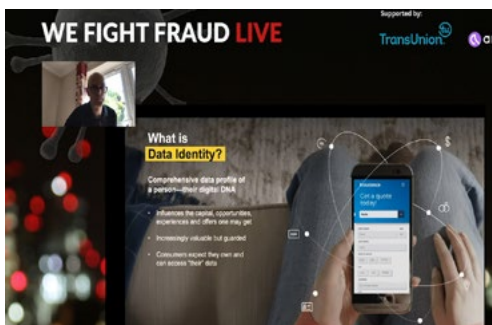 Supported by:
WE FIGHT FRAUD LIVE
TransUnion
What is
Data Identity?
Comprehensive data profile of
a person—their digital DNA
• Influences the capital, opportunities,
experiences and offers one may get
• Increasingly valuable but guarded
• Consumers expect they own and
can access "their" data
Get a quote
today!